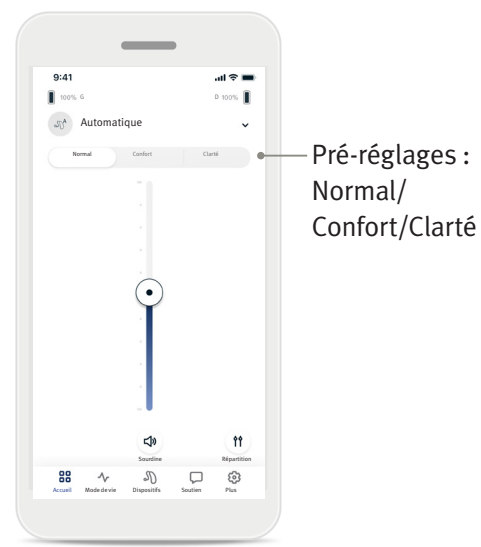 9:41
100% G
D 100%
Automatique
Normal
Confort
Clarté
Pré-réglages :
Normal/
Confort/Clarté
Sourdine
Répartition
Accueil
Mode de vie
Dispositifs
Soutien
Plus